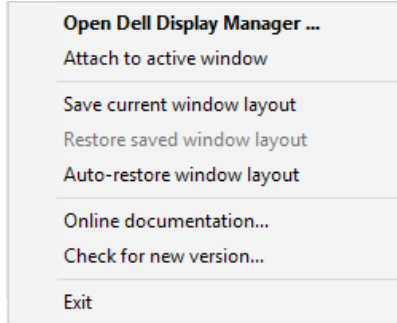 Open Dell Display Manager ...
Attach to active window
Save current window layout
Restore saved window layout
Auto-restore window layout
Online documentation...
Check for new version...
Exit